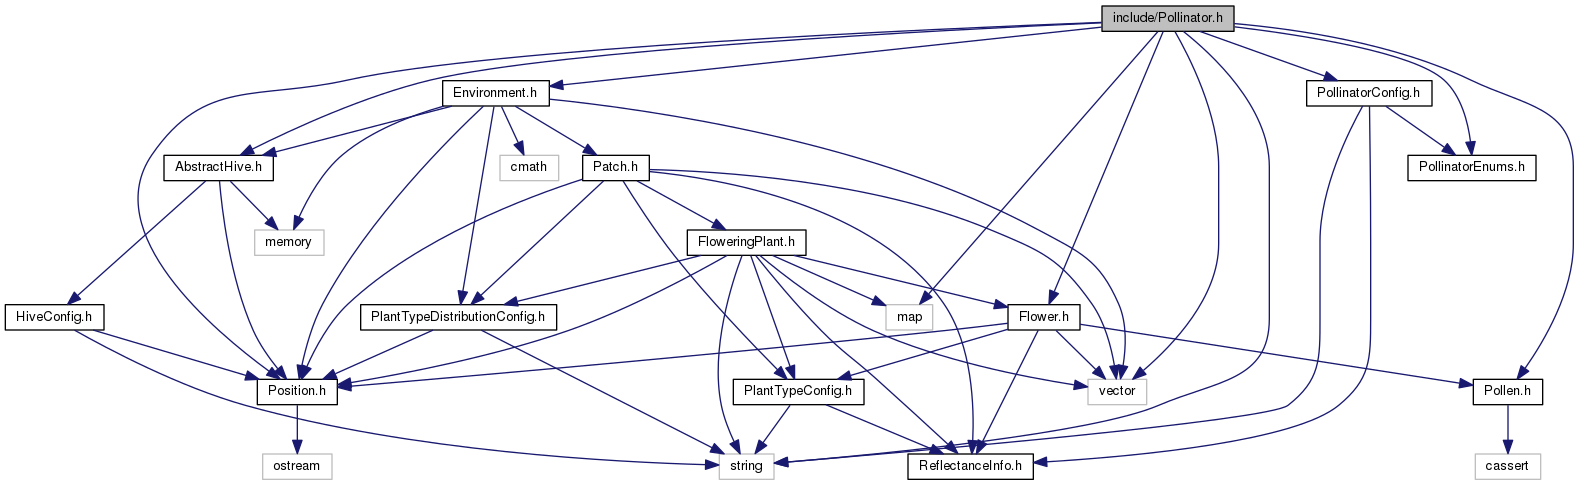 include/Pollinator.h
Environment.h
PollinatorConfig.h
AbstractHive.h
cmath
Patch.h
PollinatorEnums.h
memory
FloweringPlant.h
HiveConfig.h
PlantTypeDistributionConfig.h
map
Flower.h
Position.h
PlantTypeConfig.h
vector
Pollen.h
ostream
string
ReflectanceInfo.h
cassert